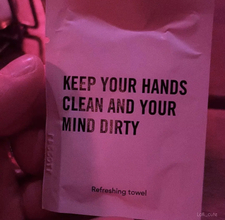 KEEP YOUR HANDS
CLEAN AND YOUR
MIND DIRTY
Refreshing towel